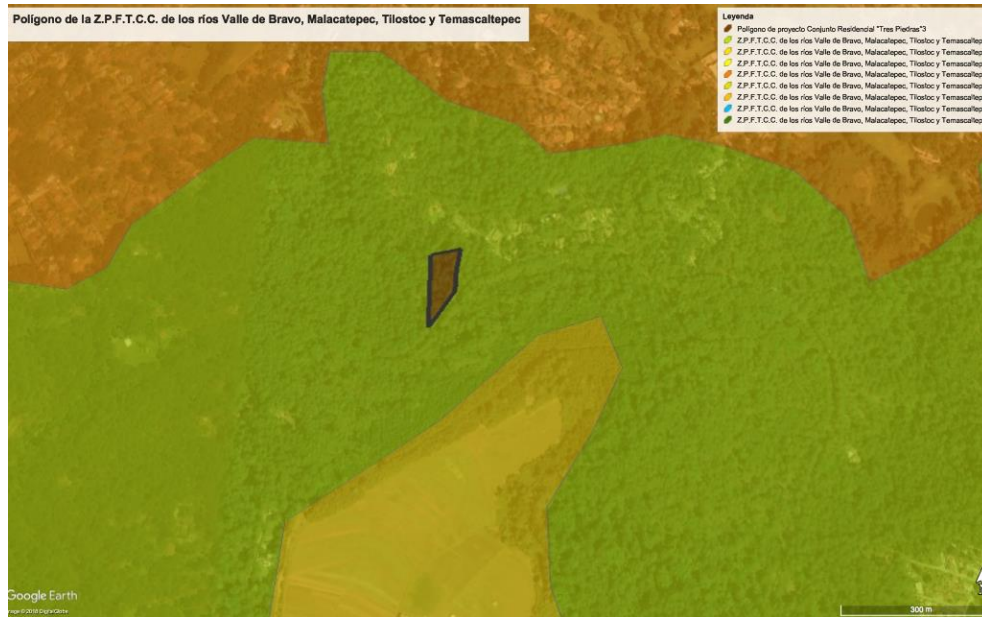 Polígono de la Z.P.F.T.C.C. de los ríos Valle de Bravo, Malacatepec, Tilostoc y Temascaltepec
Leyenda
Polígono de proyecto Conjunto Residencial "Tres Piedras"3
Z.P.F.T.C.C. de los ríos Valle de Bravo, Malacatepec, Tilostoc y Temascaltep
Z.P.F.T.C.C. de los ríos Valle de Bravo, Malacatepec, Tilostoc y Temascaltep
Z.P.F.T.C.C. de los ríos Valle de Bravo, Malacatepec, Tilostoc y Temascaltep
Z.P.F.T.C.C. de los ríos Valle de Bravo, Malacatepec, Tilostoc y Temascaltep
Z.P.F.T.C.C. de los ríos Valle de Bravo, Malacatepec, Tilostoc y Temascaltep
Z.P.F.T.C.C. de los ríos Valle de Bravo, Malacatepec, Tilostoc y Temascaltep
Z.P.F.T.C.C. de los ríos Valle de Bravo, Malacatepec, Tilostoc y Temascaltep
Z.P.F.T.C.C. de los ríos Valle de Bravo, Malacatepec, Tilostoc y Temascaltep
Google Earth
© 2018 DigitalGlobe
300 m